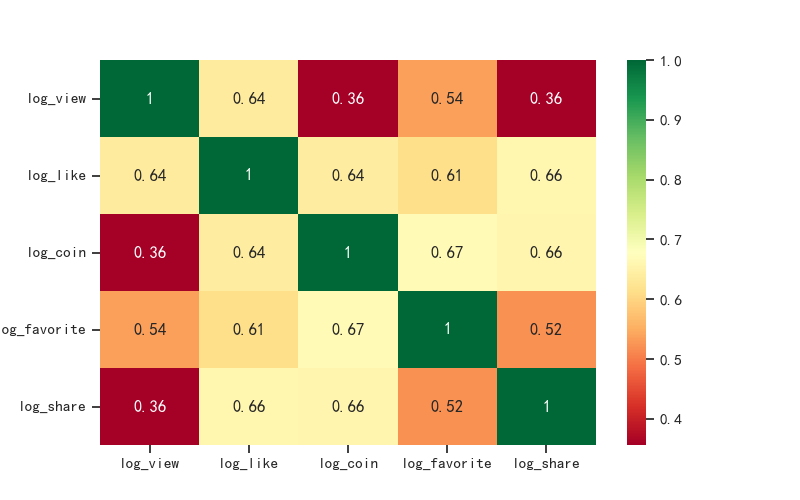 log_view 1 0.64 0.36 0.54 0.36
log_like 0.64 1 0.64 0.61 0.66
log_coin 0.36 0.64 1 0.67 0.66
og_favorite 0.54 0.61 0.67 1 0.52
log_share 0.36 0.66 0.66 0.52 1
log_view log_like log_coin log_favorite log_share
1.0
0.9
0.8
0.7
0.6
0.5
0.4